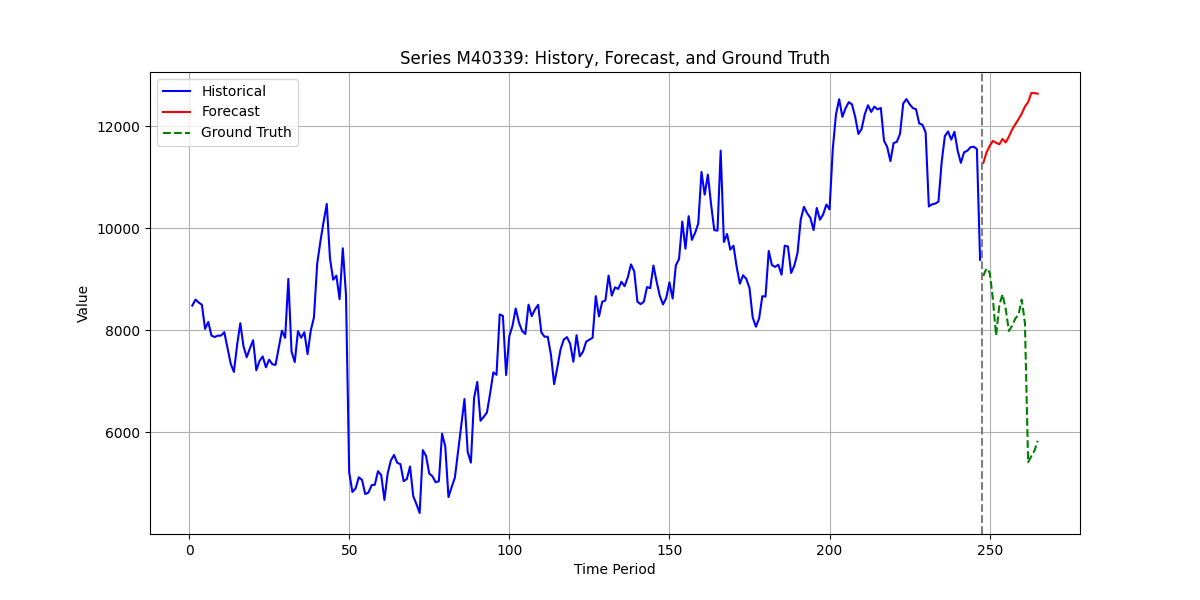 Series M40339: History, Forecast, and Ground Truth
Historical
Forecast
Ground Truth
12000
10000
8000
6000
Value
0
50
100
150
200
250
Time Period